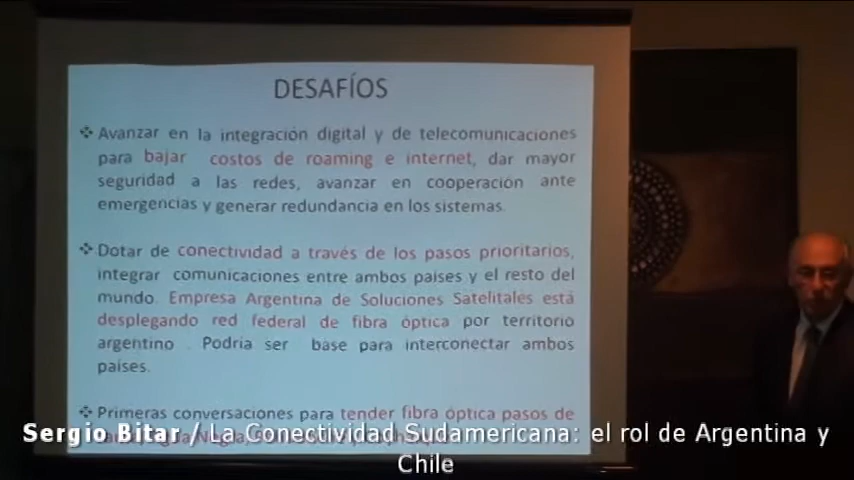 DESAFÍOS
❖ Avanzar en la integración digital y de telecomunicaciones
para bajar costos de roaming e internet, dar mayor
seguridad a las redes, avanzar en cooperación ante
emergencias y generar redundancia en los sistemas.
❖ Dotar de conectividad a través de los pasos prioritarios,
integrar comunicaciones entre ambos países y el resto del
mundo. Empresa Argentina de Soluciones Satelitales está
desplegando red federal de fibra óptica por territorio
argentino . Podría ser base para interconectar ambos
países.
❖ Primeras conversaciones para tender fibra óptica pasos de
Sergio Bitar / La Conectividad Sudamericana: el rol de Argentina y
Chile